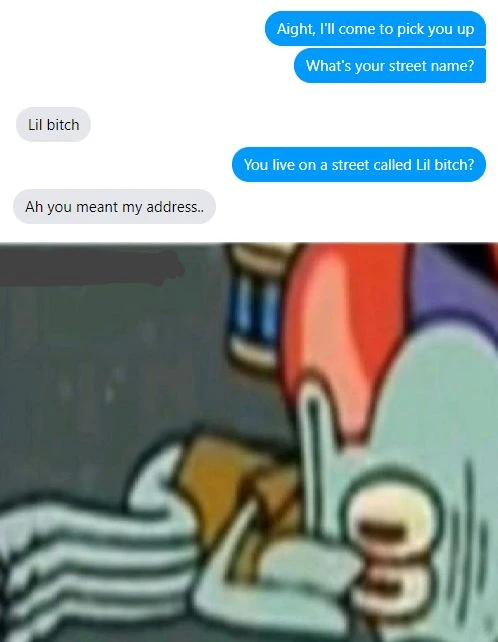 Aight, I'll come to pick you up
What's your street name?
Lil bitch
You live on a street called Lil bitch?
Ah you meant my address..